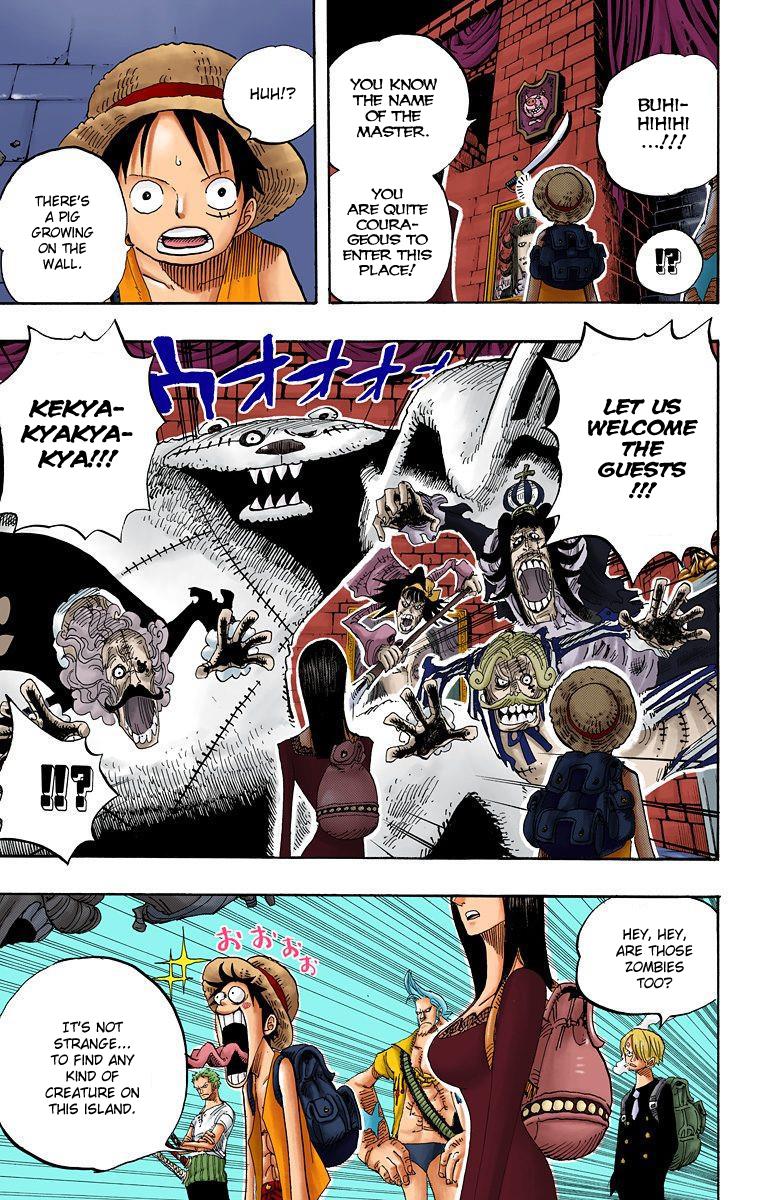 BUHI-
HIHIHI
...!!!
!?
YOU KNOW
THE NAME
OF THE
MASTER.
YOU
ARE QUITE
COURA-
GEOUS TO
ENTER THIS
PLACE!
HUH!?
THERE'S
A PIG
GROWING
ON THE
WALL.
LET US
WELCOME
THE
GUESTS
!!!
ウオオオオ
KEKYA-
KYAKYA-
KYA!!!
!!?
HEY, HEY,
ARE THOSE
ZOMBIES
TOO?
おおおお
IT'S NOT
STRANGE...
TO FIND ANY
KIND OF
CREATURE ON
THIS ISLAND.